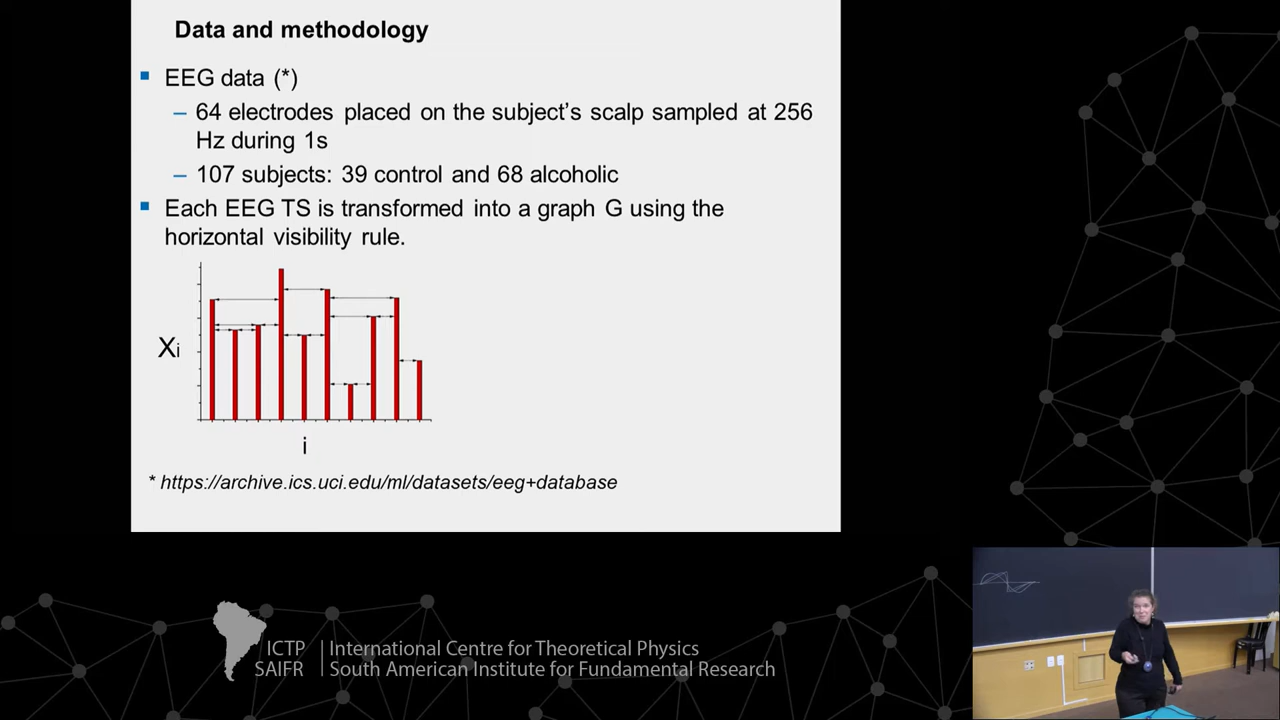 Data and methodology
EEG data (*)
– 64 electrodes placed on the subject's scalp sampled at 256
Hz during 1s
– 107 subjects: 39 control and 68 alcoholic
Each EEG TS is transformed into a graph G using the
horizontal visibility rule.
Xi
i
* https://archive.ics.uci.edu/ml/datasets/eeg+database
ICTP
SAIFR
International Centre for Theoretical Physics
South American Institute for Fundamental Research